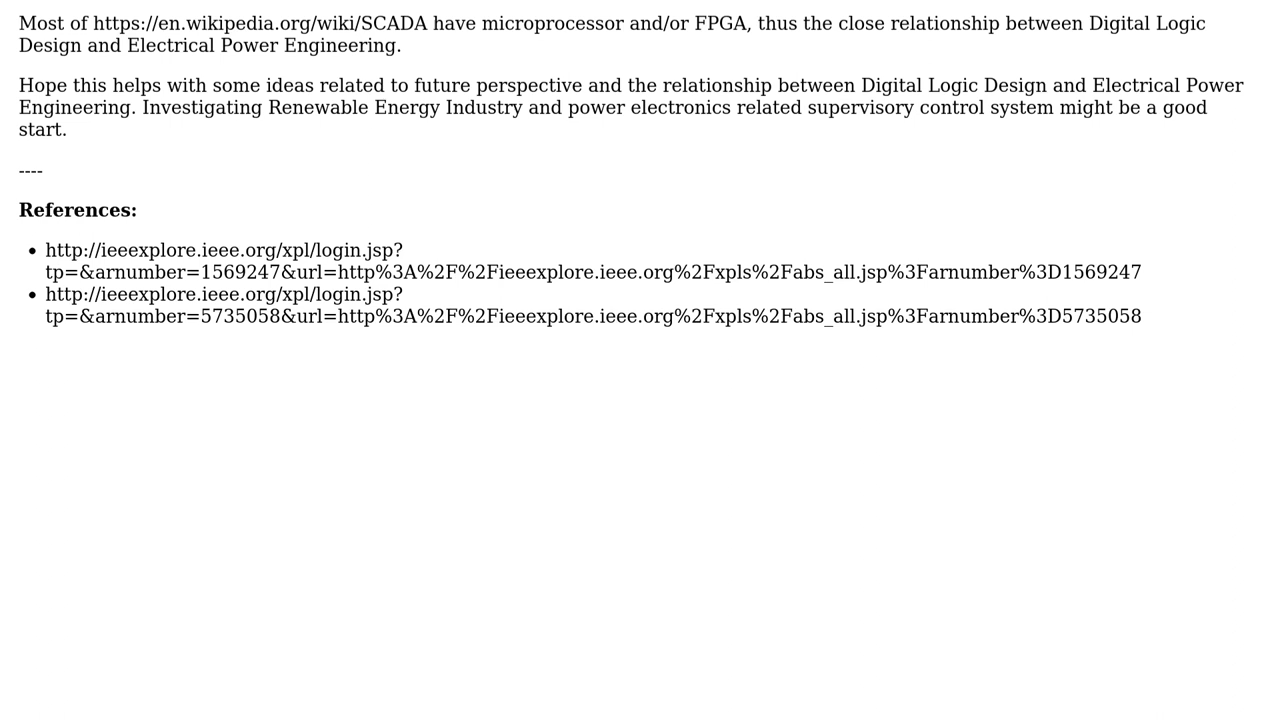 Most of https://en.wikipedia.org/wiki/SCADA have microprocessor and/or FPGA, thus the close relationship between Digital Logic
Design and Electrical Power Engineering.
Hope this helps with some ideas related to future perspective and the relationship between Digital Logic Design and Electrical Power
Engineering. Investigating Renewable Energy Industry and power electronics related supervisory control system might be a good
start.
----
References:
• http://ieeexplore.ieee.org/xpl/login.jsp?
tp=&arnumber=1569247&url=http%3A%2F%2Fieeexplore.ieee.org%2Fxpls%2Fabs_all.jsp%3Farnumber%3D1569247
• http://ieeexplore.ieee.org/xpl/login.jsp?
tp=&arnumber=5735058&url=http%3A%2F%2Fieeexplore.ieee.org%2Fxpls%2Fabs_all.jsp%3Farnumber%3D5735058